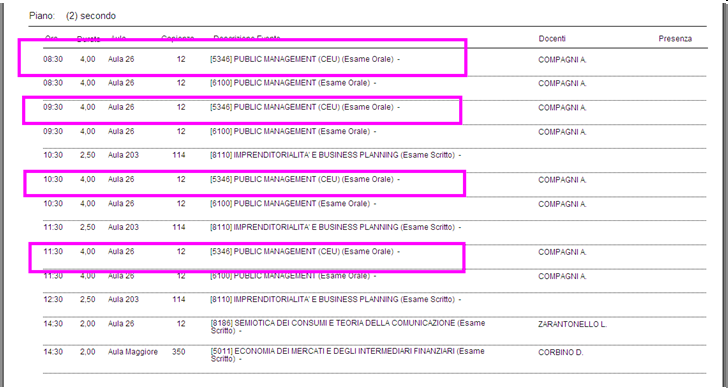 Piano: (2) secondo
Ora Durata Aula Capienza Descrizione Evento Docenti Presenza
08:30 4,00 Aula 26 12 [5346] PUBLIC MANAGEMENT (CEU) (Esame Orale) - COMPAGNI A.
08:30 4,00 Aula 26 12 [6100] PUBLIC MANAGEMENT (Esame Orale) - COMPAGNI A.
09:30 4,00 Aula 26 12 [5346] PUBLIC MANAGEMENT (CEU) (Esame Orale) - COMPAGNI A.
09:30 4,00 Aula 26 12 [6100] PUBLIC MANAGEMENT (Esame Orale) - COMPAGNI A.
10:30 2,50 Aula 203 114 [8110] IMPRENDITORIALITA' E BUSINESS PLANNING (Esame Scritto) -
10:30 4,00 Aula 26 12 [5346] PUBLIC MANAGEMENT (CEU) (Esame Orale) - COMPAGNI A.
10:30 4,00 Aula 26 12 [6100] PUBLIC MANAGEMENT (Esame Orale) - COMPAGNI A.
11:30 2,50 Aula 203 114 [8110] IMPRENDITORIALITA' E BUSINESS PLANNING (Esame Scritto) -
11:30 4,00 Aula 26 12 [5346] PUBLIC MANAGEMENT (CEU) (Esame Orale) - COMPAGNI A.
11:30 4,00 Aula 26 12 [6100] PUBLIC MANAGEMENT (Esame Orale) - COMPAGNI A.
12:30 2,50 Aula 203 114 [8110] IMPRENDITORIALITA' E BUSINESS PLANNING (Esame Scritto) -
14:30 2,00 Aula 26 12 [8186] SEMIOTICA DEI CONSUMI E TEORIA DELLA COMUNICAZIONE (Esame ZARANTONELLO L.
Scritto) -
14:30 2,00 Aula Maggiore 350 [5011] ECONOMIA DEI MERCATI E DEGLI INTERMEDIARI FINANZIARI (Esame CORBINO D.
Scritto) -